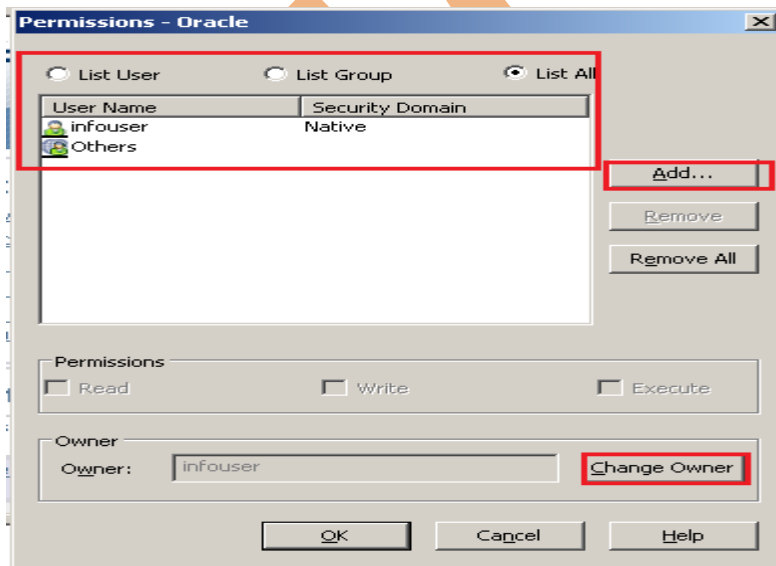 Permissions - Oracle
List User List Group List All
User Name Security Domain
infouser Native
Others
Add...
Remove
Remove All
Permissions
Read Write Execute
Owner
Owner: infouser Change Owner
OK Cancel Help